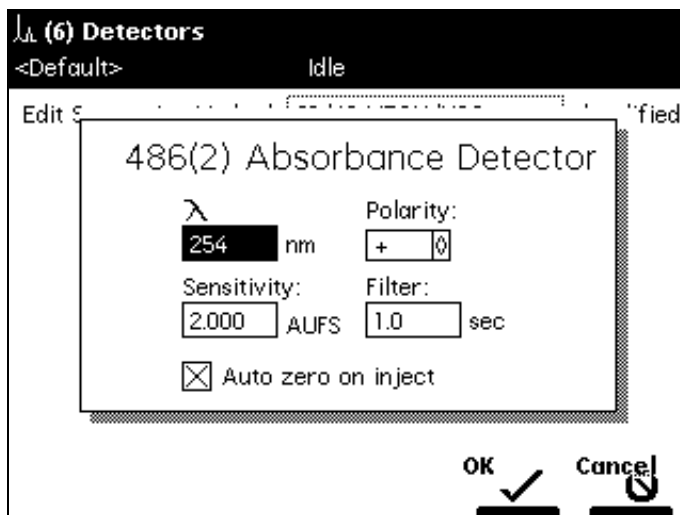 (6) Detectors
<Default> Idle
Edit
486(2) Absorbance Detector
λ Polarity:
254 nm +
Sensitivity: Filter:
2.000 AUFS 1.0 sec
Auto zero on inject
OK Cancel